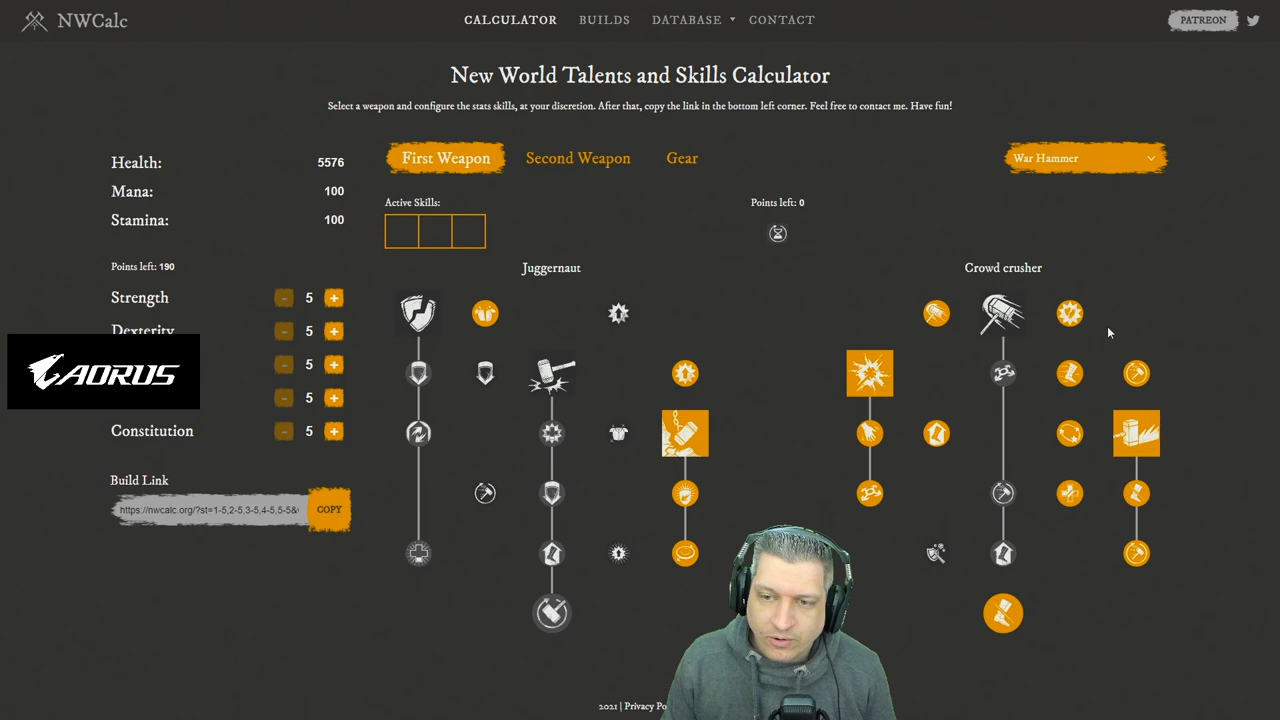 NWCalc
CALCULATOR
BUILDS
DATABASE
CONTACT
PATREON
New World Talents and Skills Calculator
Select a weapon and configure the stats skills, at your discretion. After that, copy the link in the bottom left corner. Feel free to contact me. Have fun!
Health: 5576
Mana: 100
Stamina: 100
Points left: 190
Strength - 5 +
Dexterity - 5 +
- 5 +
- 5 +
Constitution - 5 +
AORUS
Build Link
https://nwcalc.org/?st=1-5,2-5,3-5,4-5,5-5&
COPY
First Weapon
Second Weapon
Gear
War Hammer
Active Skills:
Points left: 0
Juggernaut
Crowd crusher
2021 | Privacy Po